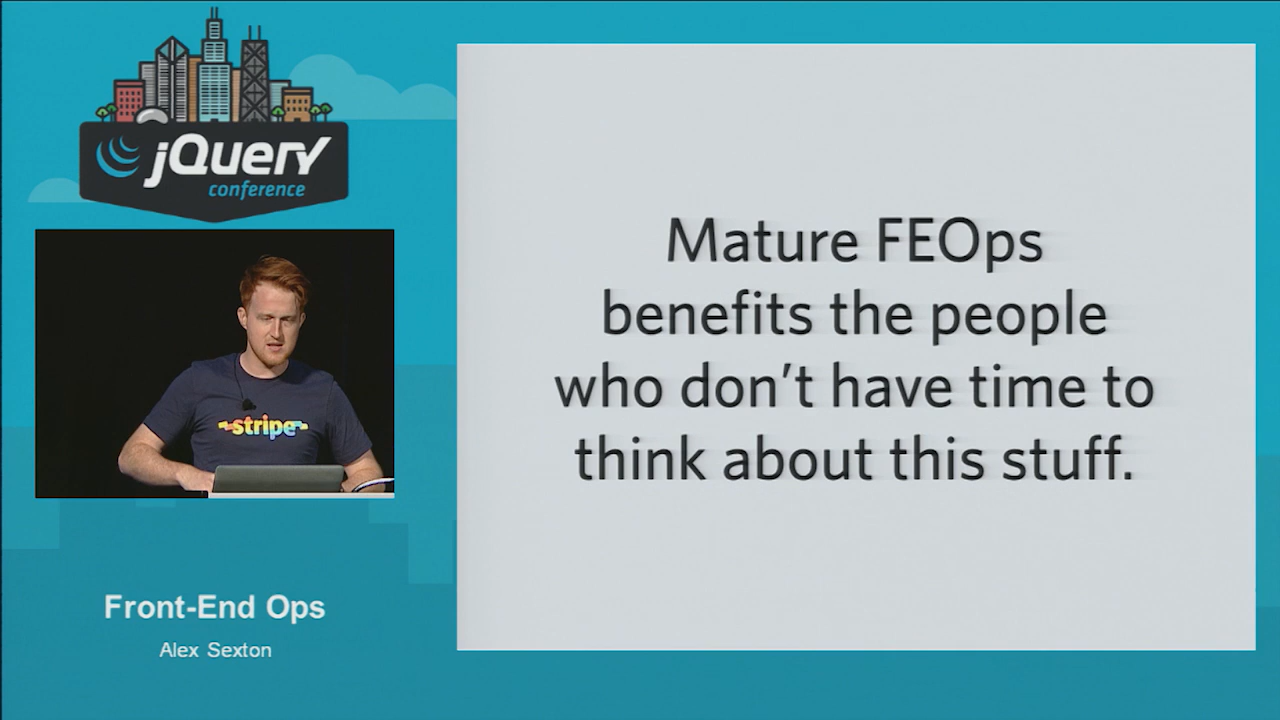 jQuery
conference
stripe
Front-End Ops
Alex Sexton
Mature FEOps
benefits the people
who don't have time to
think about this stuff.